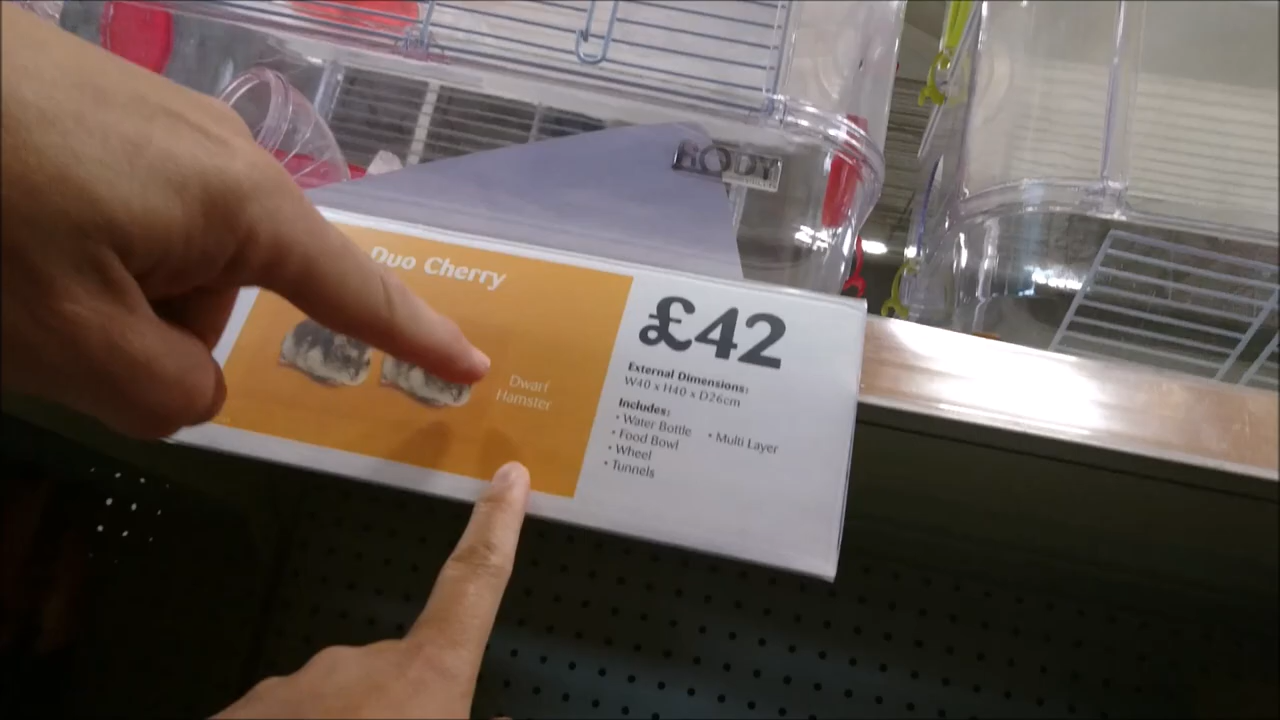 RODY
Duo Cherry
Dwarf
Hamster
£42
External Dimensions:
W40 x H40 x D26cm
Includes:
• Water Bottle
• Food Bowl
• Wheel
• Tunnels
• Multi Layer